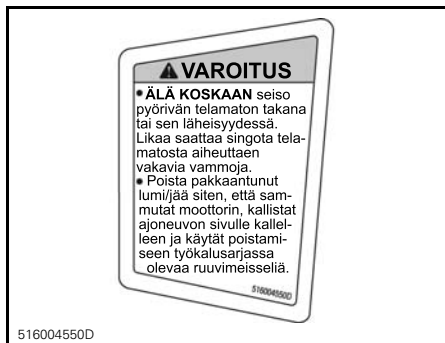 VAROITUS
• ÄLÄ KOSKAAN seiso
pyörivän telamaton takana
tai sen läheisyydessä.
Likaa saattaa singota tela-
matosta aiheuttaen
vakavia vammoja.
• Poista pakkaantunut
lumi/jää siten, että sam-
mutat moottorin, kallistat
ajoneuvon sivulle kallel-
leen ja käytät poistami-
seen työkalusarjassa
olevaa ruuvimeisseliä.
516004550D
516004550D